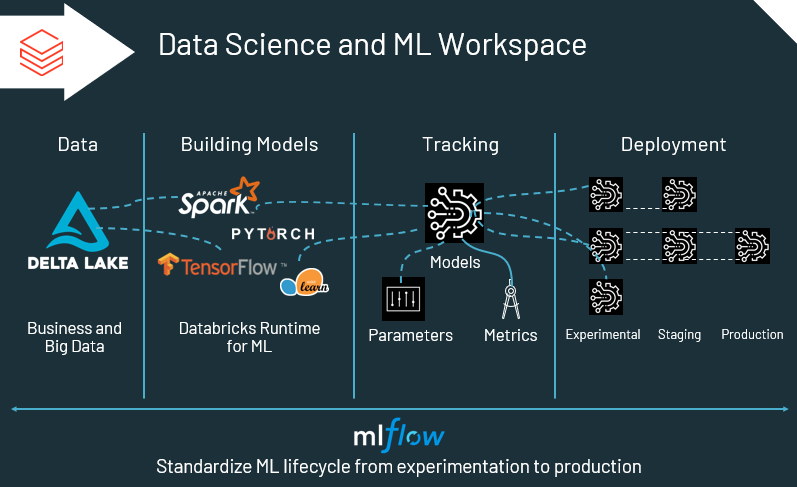 Data Science and ML Workspace
Data
Building Models
Tracking
Deployment
APACHE
Spark
PYTORCH
DELTA LAKE
TensorFlow™
learn
Models
Parameters
Metrics
Experimental
Staging
Production
Business and
Big Data
Databricks Runtime
for ML
mlflow
Standardize ML lifecycle from experimentation to production